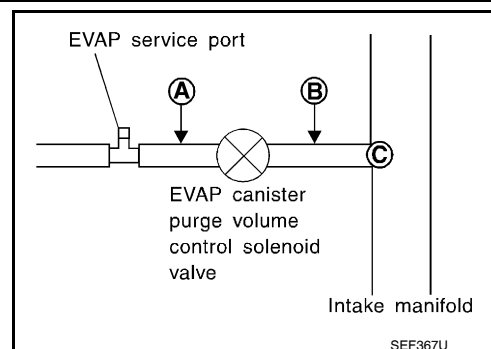 EVAP service port
A
B
C
EVAP canister
purge volume
control solenoid
valve
Intake manifold
SEF367U